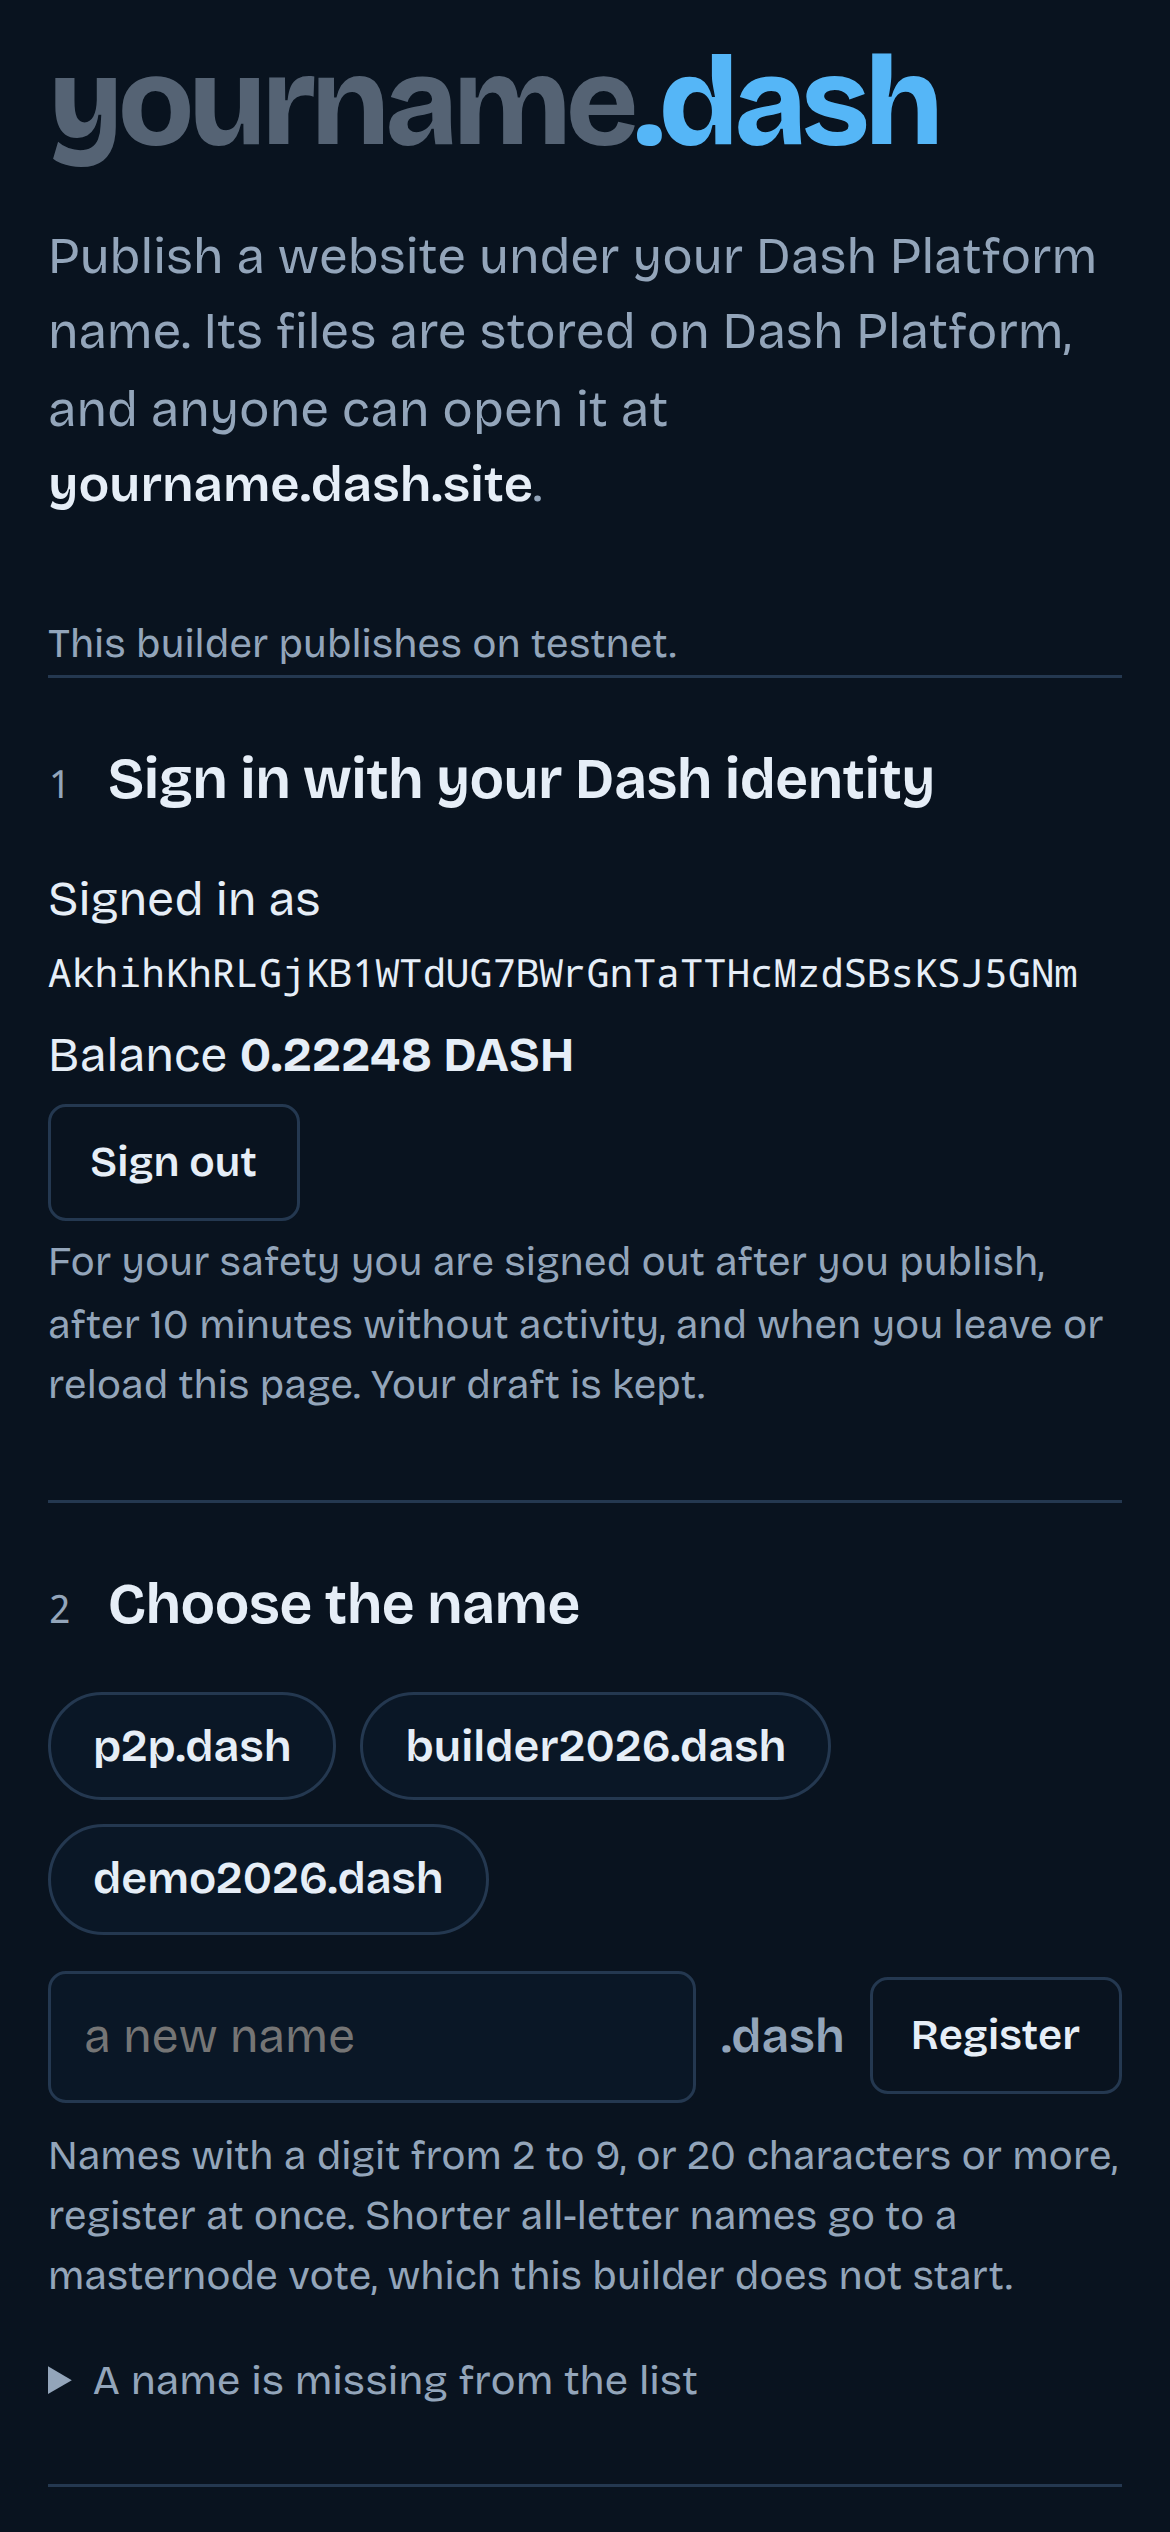 yourname.dash
Publish a website under your Dash Platform
name. Its files are stored on Dash Platform,
and anyone can open it at
yourname.dash.site.
This builder publishes on testnet.
1 Sign in with your Dash identity
Signed in as
AkhihKhRLGjKB1WTdUG7BWrGnTaTTHcMzdSBsKSJ5GNm
Balance 0.22248 DASH
Sign out
For your safety you are signed out after you publish,
after 10 minutes without activity, and when you leave or
reload this page. Your draft is kept.
2 Choose the name
p2p.dash builder2026.dash
demo2026.dash
a new name .dash Register
Names with a digit from 2 to 9, or 20 characters or more,
register at once. Shorter all-letter names go to a
masternode vote, which this builder does not start.
A name is missing from the list